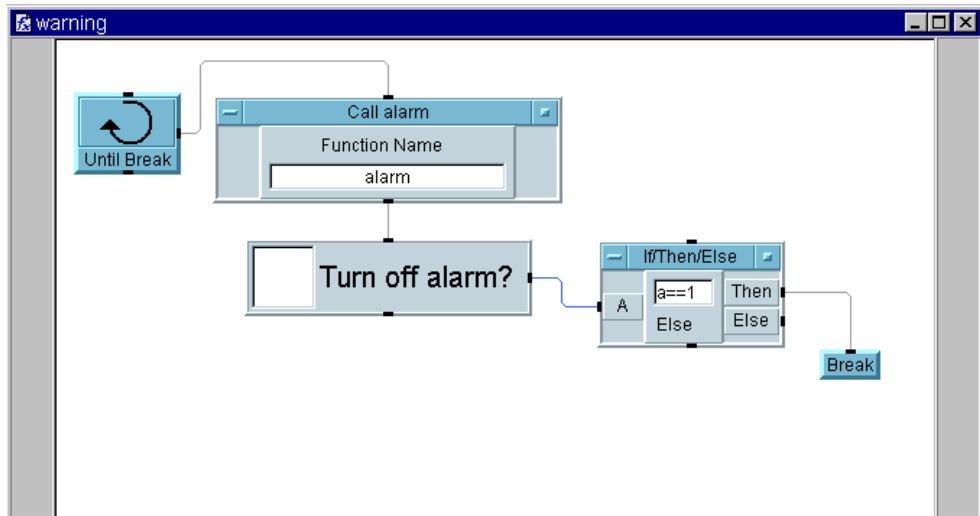 warning
Until Break
Call alarm
Function Name
alarm
Turn off alarm?
If/Then/Else
A
a==1
Then
Else
Else
Break